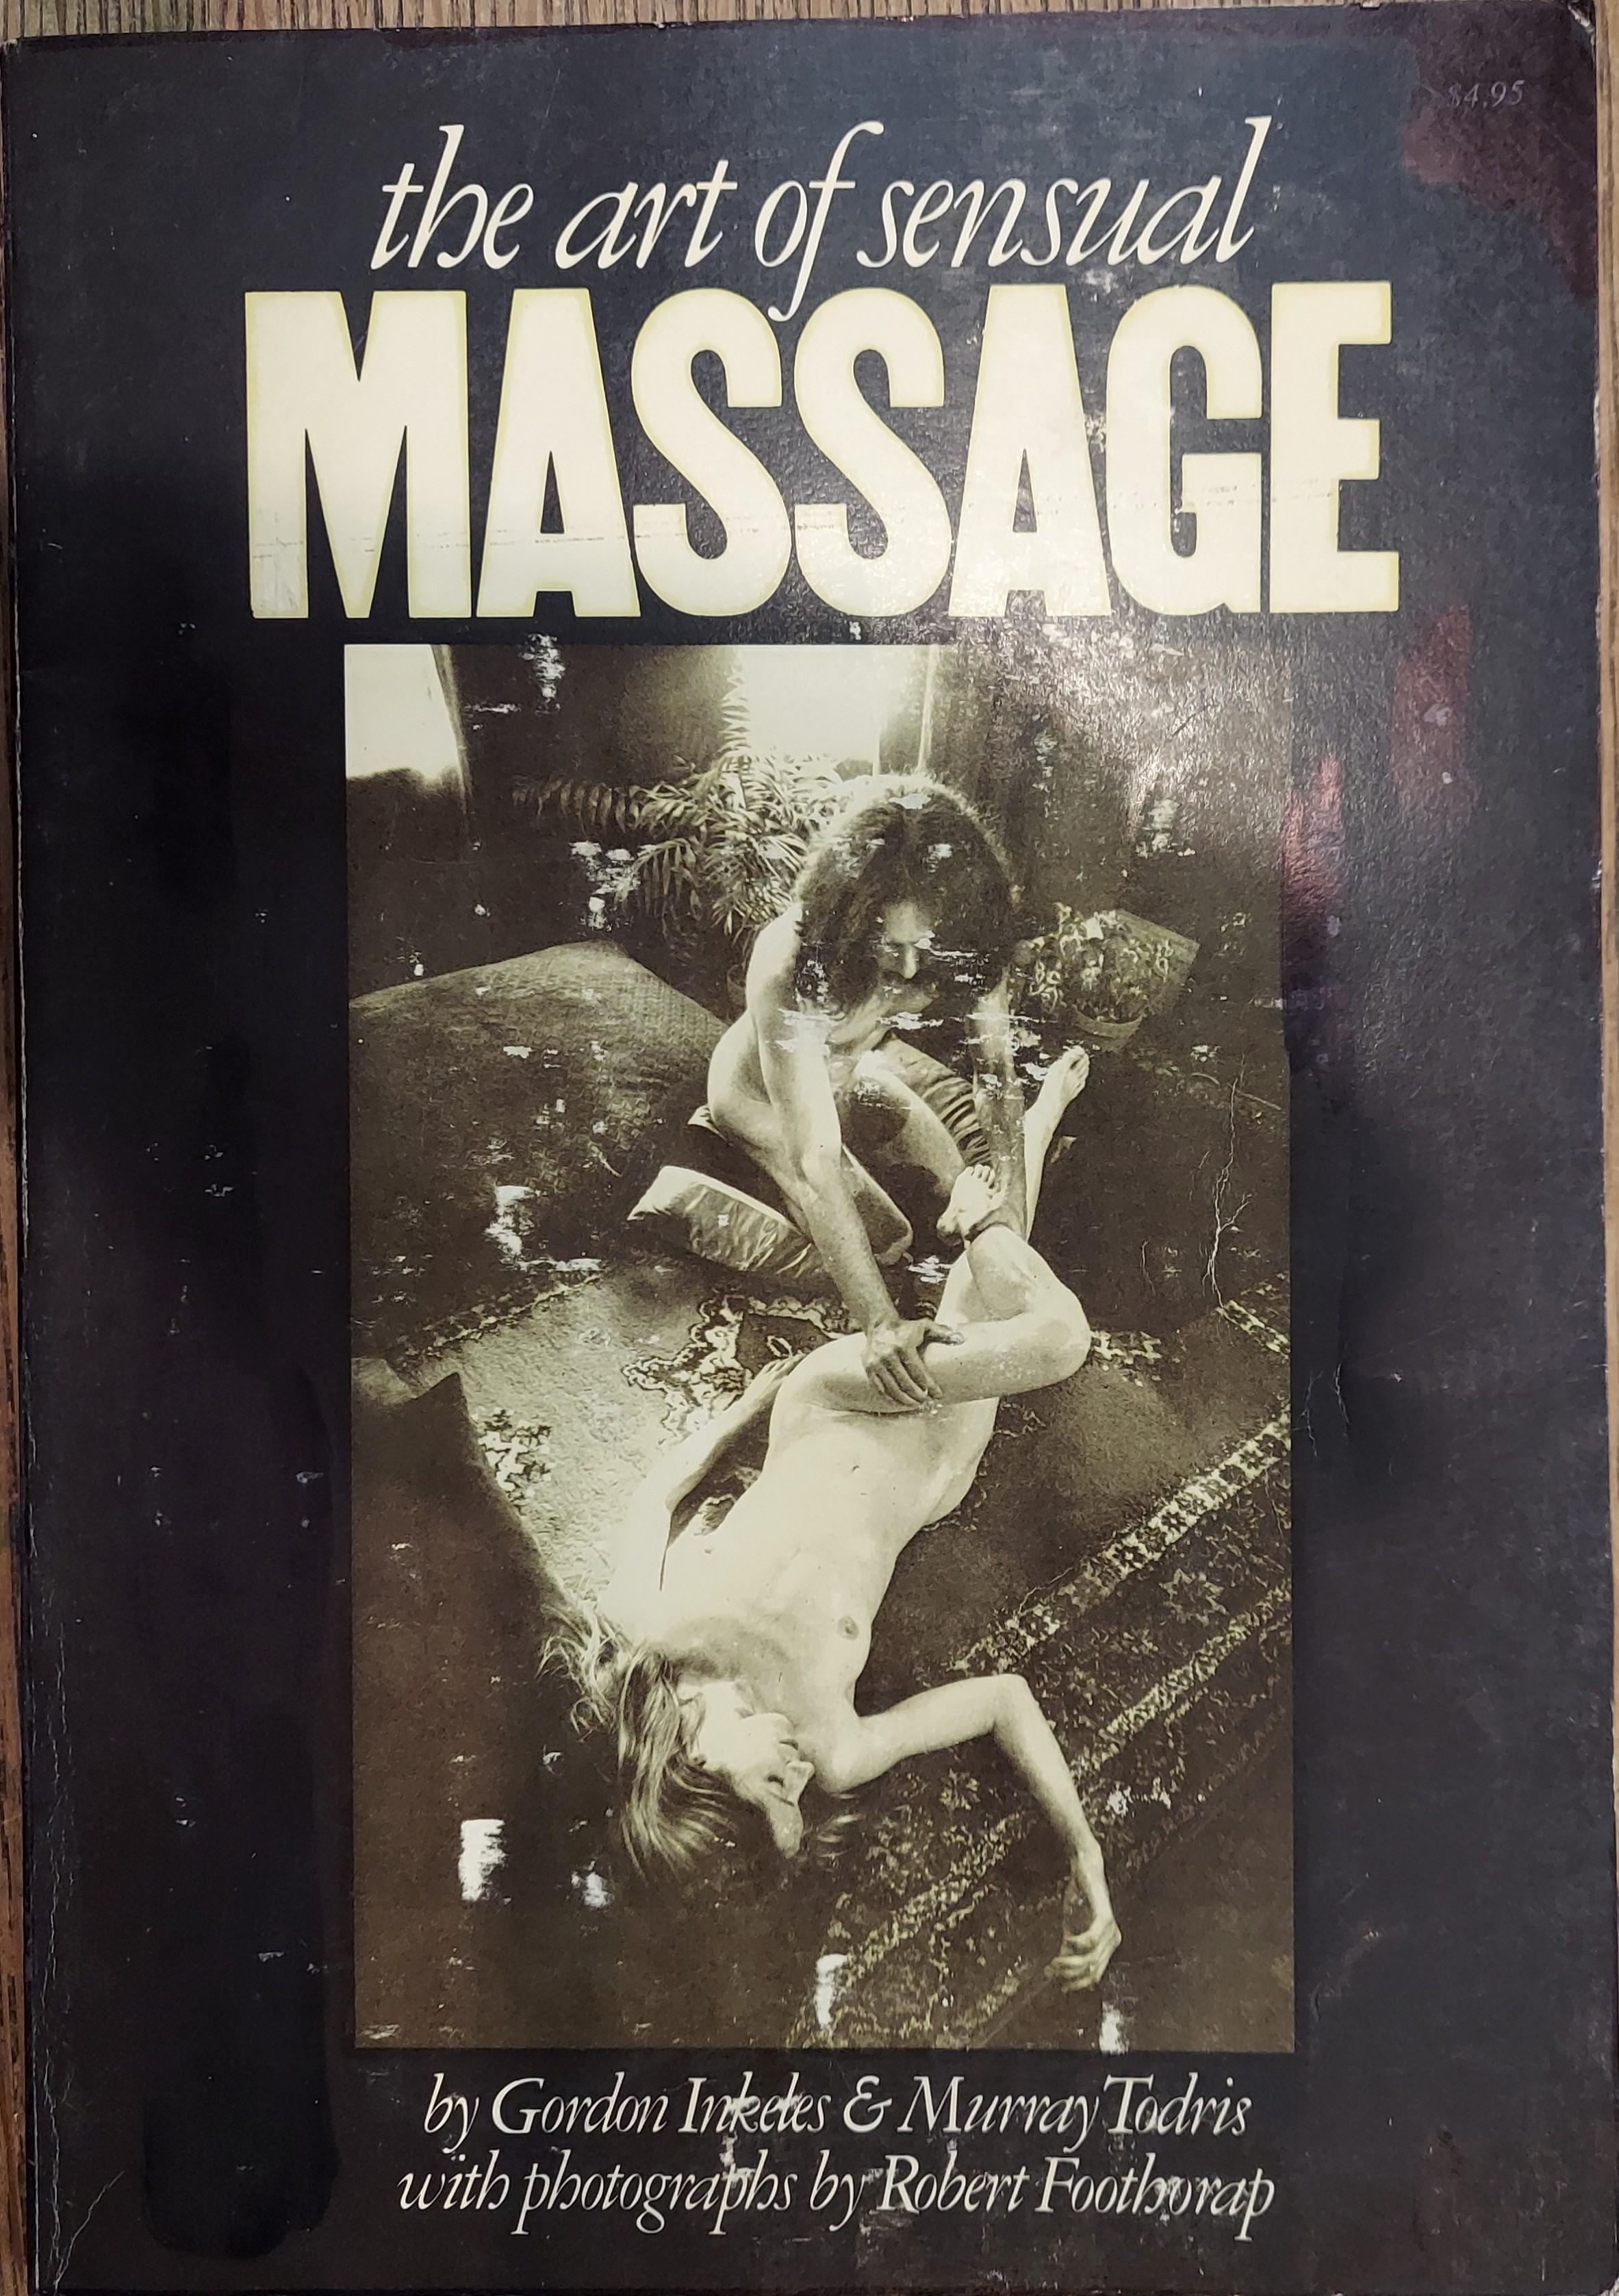 $4.95
the art of sensual
MASSAGE
by Gordon Inkeles & Murray Todris
with photographs by Robert Foothorap